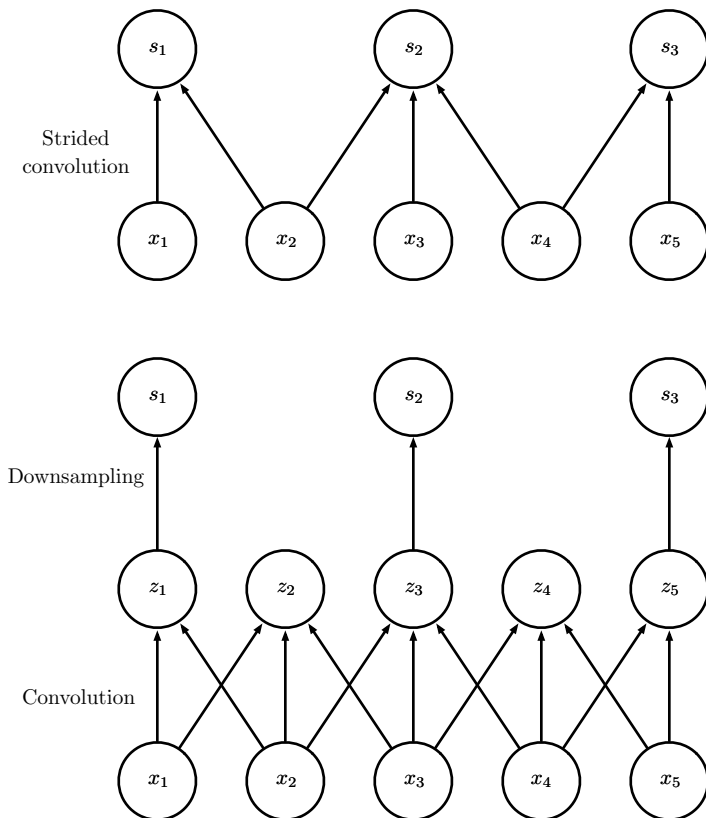 s₁ s₂ s₃
Strided
convolution
x₁ x₂ x₃ x₄ x₅
s₁ s₂ s₃
Downsampling
z₁ z₂ z₃ z₄ z₅
Convolution
x₁ x₂ x₃ x₄ x₅